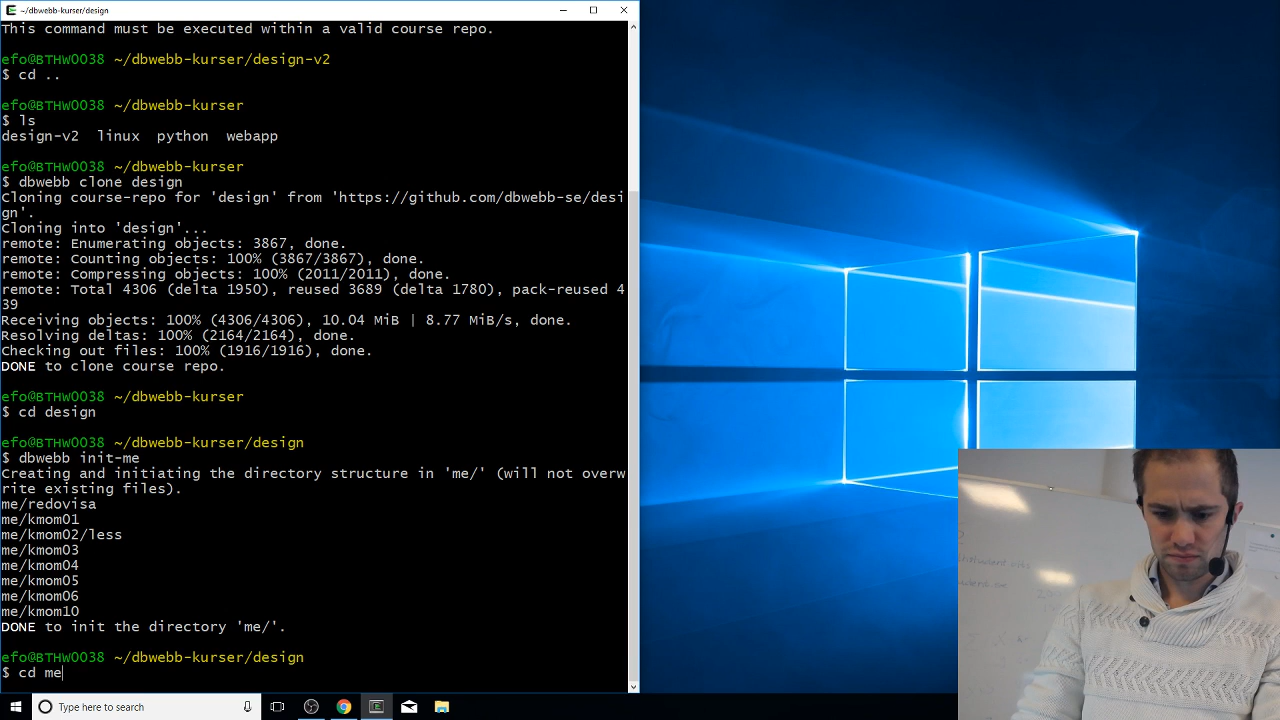 ~/dbwebb-kurser/design
This command must be executed within a valid course repo.
efo@BTHW0038 ~/dbwebb-kurser/design-v2
$ cd ..
efo@BTHW0038 ~/dbwebb-kurser
$ ls
design-v2  linux  python  webapp
efo@BTHW0038 ~/dbwebb-kurser
$ dbwebb clone design
Cloning course-repo for 'design' from 'https://github.com/dbwebb-se/desi
gn'.
Cloning into 'design'...
remote: Enumerating objects: 3867, done.
remote: Counting objects: 100% (3867/3867), done.
remote: Compressing objects: 100% (2011/2011), done.
remote: Total 4306 (delta 1950), reused 3689 (delta 1780), pack-reused 4
39
Receiving objects: 100% (4306/4306), 10.04 MiB | 8.77 MiB/s, done.
Resolving deltas: 100% (2164/2164), done.
Checking out files: 100% (1916/1916), done.
DONE to clone course repo.
efo@BTHW0038 ~/dbwebb-kurser
$ cd design
efo@BTHW0038 ~/dbwebb-kurser/design
$ dbwebb init-me
Creating and initiating the directory structure in 'me/' (will not overw
rite existing files).
me/redovisa
me/kmom01
me/kmom02/less
me/kmom03
me/kmom04
me/kmom05
me/kmom06
me/kmom10
DONE to init the directory 'me/'.
efo@BTHW0038 ~/dbwebb-kurser/design
$ cd me
Type here to search